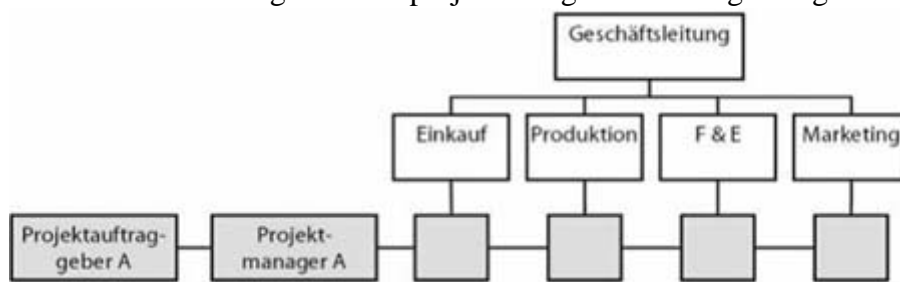 Geschäftsleitung
Einkauf
Produktion
F & E
Marketing
Projektauftrag-
geber A
Projekt-
manager A